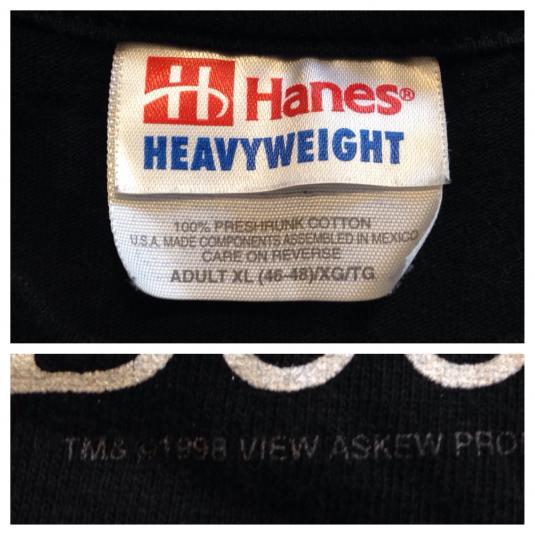 Hanes®
HEAVYWEIGHT
100% PRESHRUNK COTTON
U.S.A. MADE COMPONENTS ASSEMBLED IN MEXICO
CARE ON REVERSE
ADULT XL (46-48)/XG/TG
TM& ©1998 VIEW ASKEW PRO